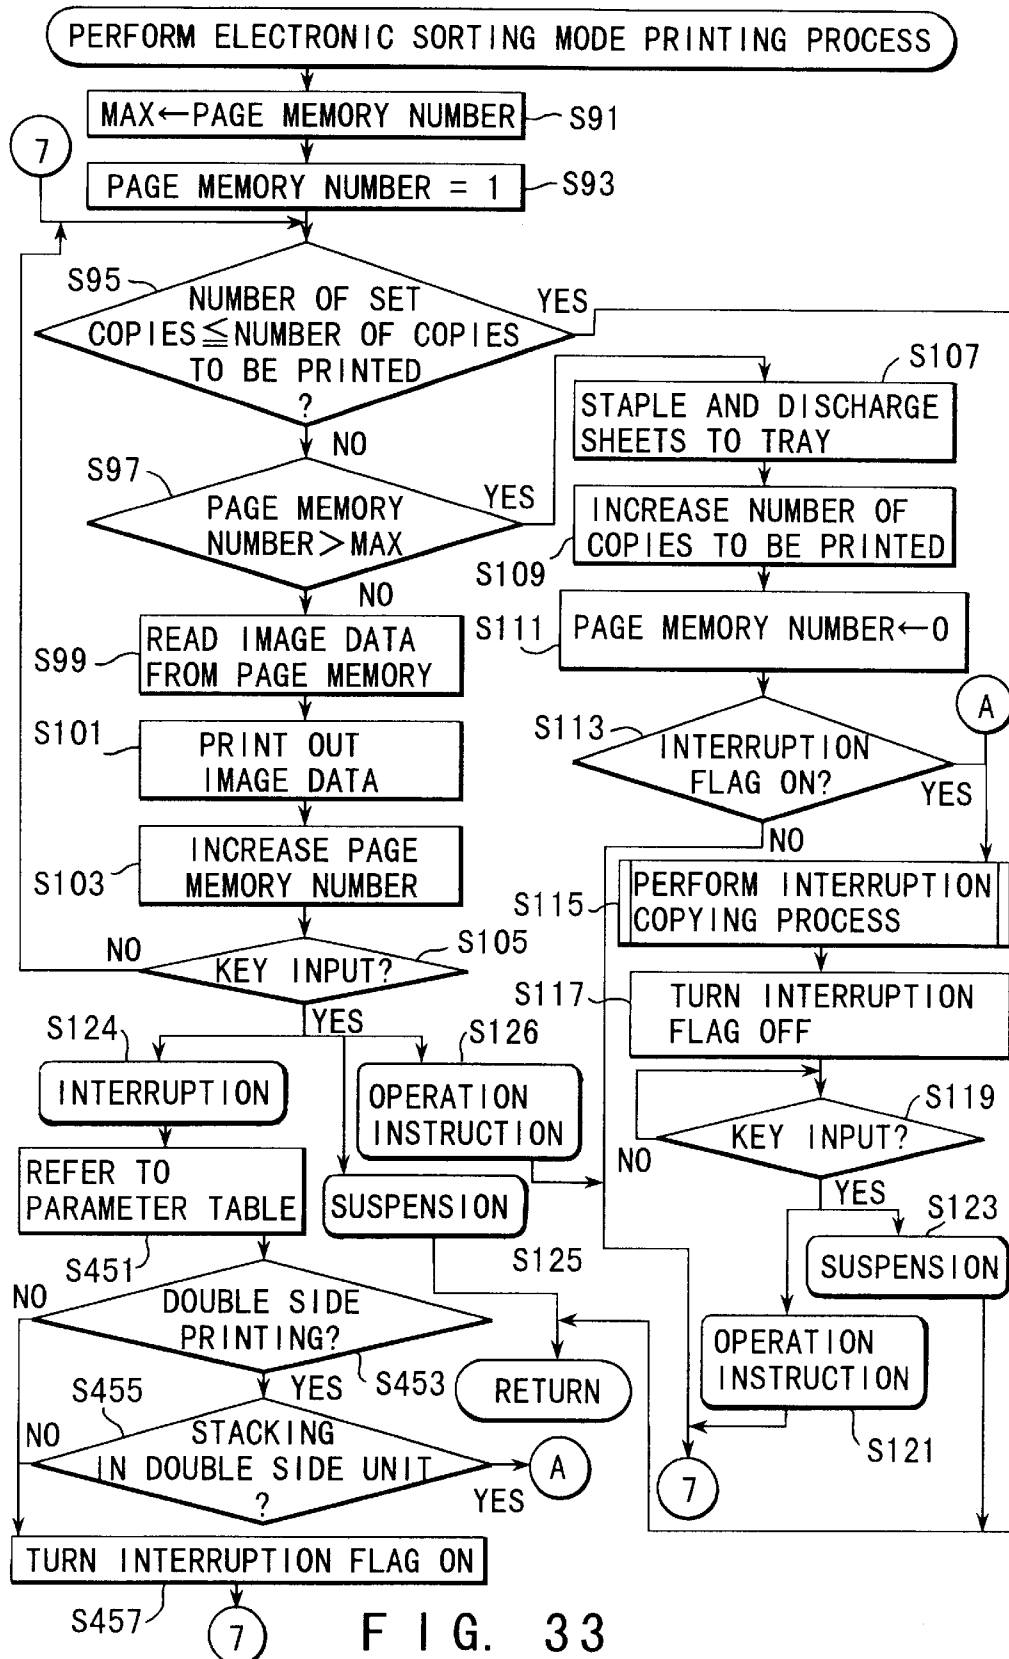 PERFORM ELECTRONIC SORTING MODE PRINTING PROCESS
MAX←PAGE MEMORY NUMBER
S91
7
PAGE MEMORY NUMBER = 1
S93
S95
NUMBER OF SET
COPIES≦NUMBER OF COPIES
TO BE PRINTED
?
YES
NO
S97
PAGE MEMORY
NUMBER>MAX
YES
NO
S107
STAPLE AND DISCHARGE
SHEETS TO TRAY
INCREASE NUMBER OF
COPIES TO BE PRINTED
S109
S111
PAGE MEMORY NUMBER←0
S99
READ IMAGE DATA
FROM PAGE MEMORY
S101
PRINT OUT
IMAGE DATA
S103
INCREASE PAGE
MEMORY NUMBER
A
S113
INTERRUPTION
FLAG ON?
YES
NO
S115
PERFORM INTERRUPTION
COPYING PROCESS
S117
TURN INTERRUPTION
FLAG OFF
NO
KEY INPUT?
S105
YES
S124
INTERRUPTION
S126
OPERATION
INSTRUCTION
SUSPENSION
S125
S119
KEY INPUT?
NO
YES
S123
SUSPENSION
OPERATION
INSTRUCTION
S121
7
REFER TO
PARAMETER TABLE
S451
NO
DOUBLE SIDE
PRINTING?
S453
YES
RETURN
S455
NO
STACKING
IN DOUBLE SIDE UNIT
?
YES
A
TURN INTERRUPTION FLAG ON
S457
7
FIG. 33